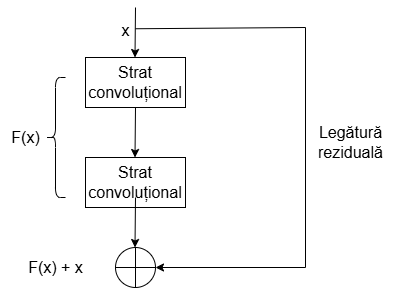 x
Strat
convoluțional
F(x)
Legătură
reziduală
Strat
convoluțional
F(x) + x